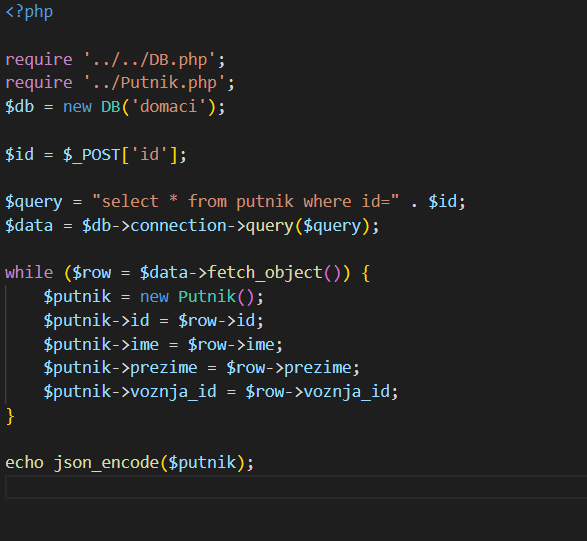 <?php
require '../../DB.php';
require '../Putnik.php';
$db = new DB('domaci');
$id = $_POST['id'];
$query = "select * from putnik where id=" . $id;
$data = $db->connection->query($query);
while ($row = $data->fetch_object()) {
    $putnik = new Putnik();
    $putnik->id = $row->id;
    $putnik->ime = $row->ime;
    $putnik->prezime = $row->prezime;
    $putnik->voznja_id = $row->voznja_id;
}
echo json_encode($putnik);